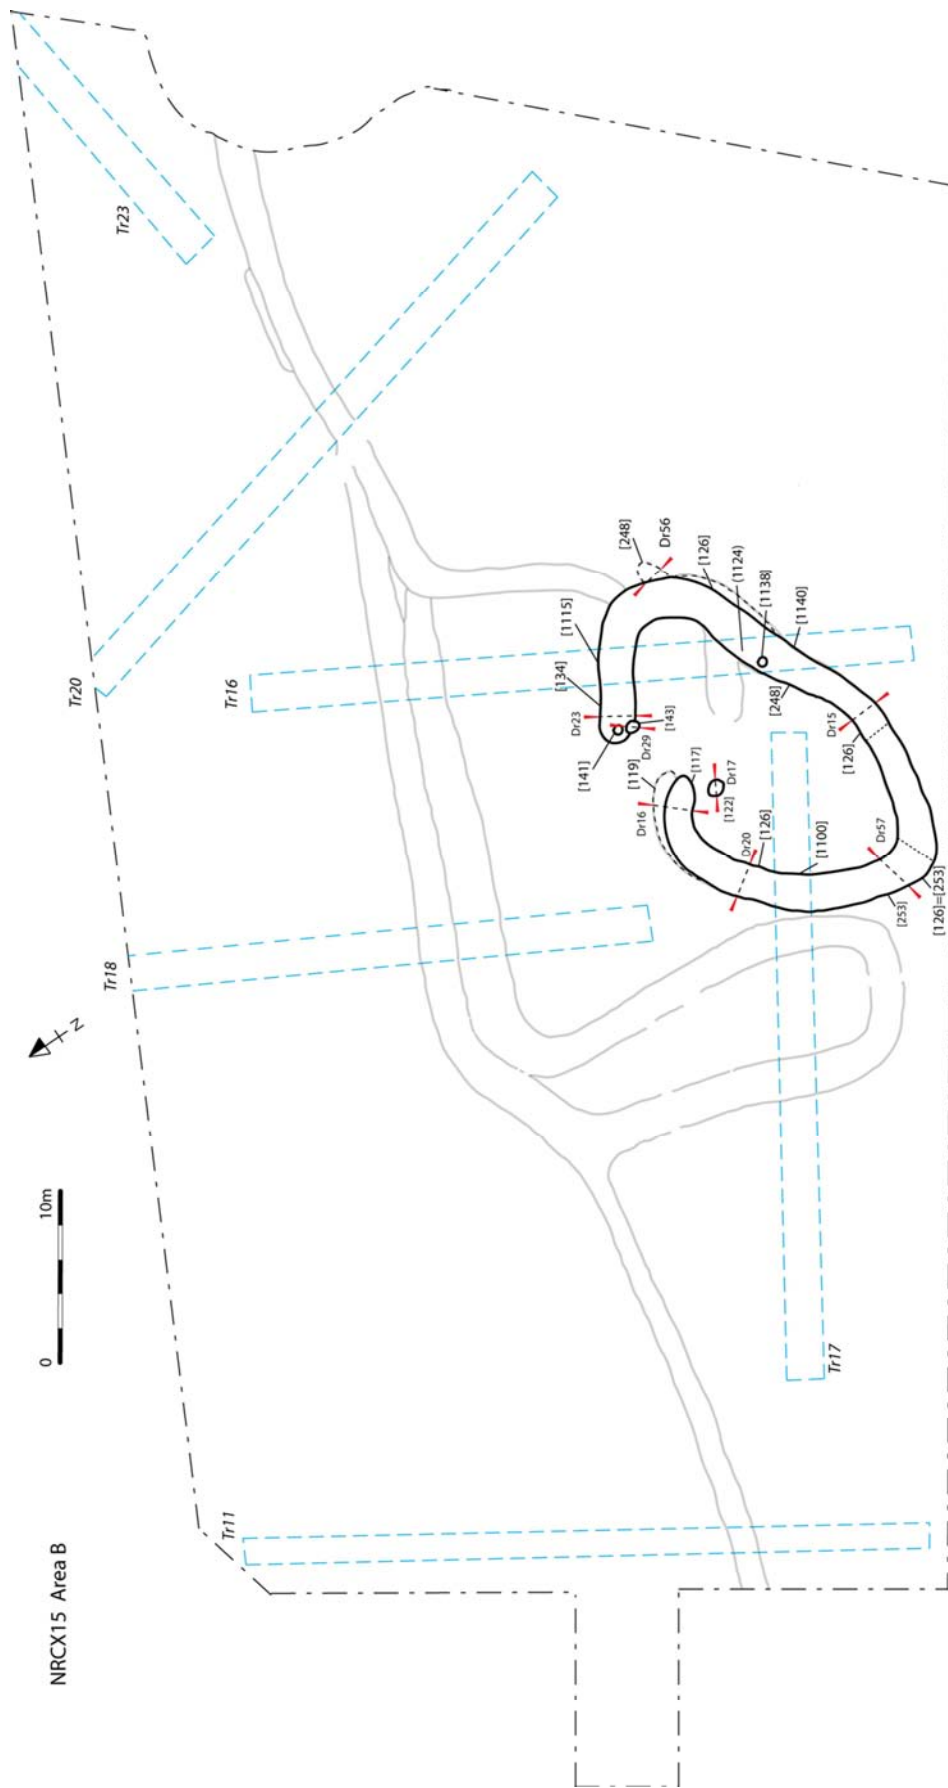 NRCX15 Area B
0
10m
N
Tr11
Tr17
Tr18
Tr20
Tr16
Tr23
[134]
[1115]
[248]
Dr56
[126]
(1124)
[1138]
[1140]
Dr23
[141]
Dr29
[143]
[119]
[117]
Dr16
Dr17
[122]
[248]
Dr15
[126]
Dr20
[126]
[1100]
Dr57
[253]
[126]=[253]